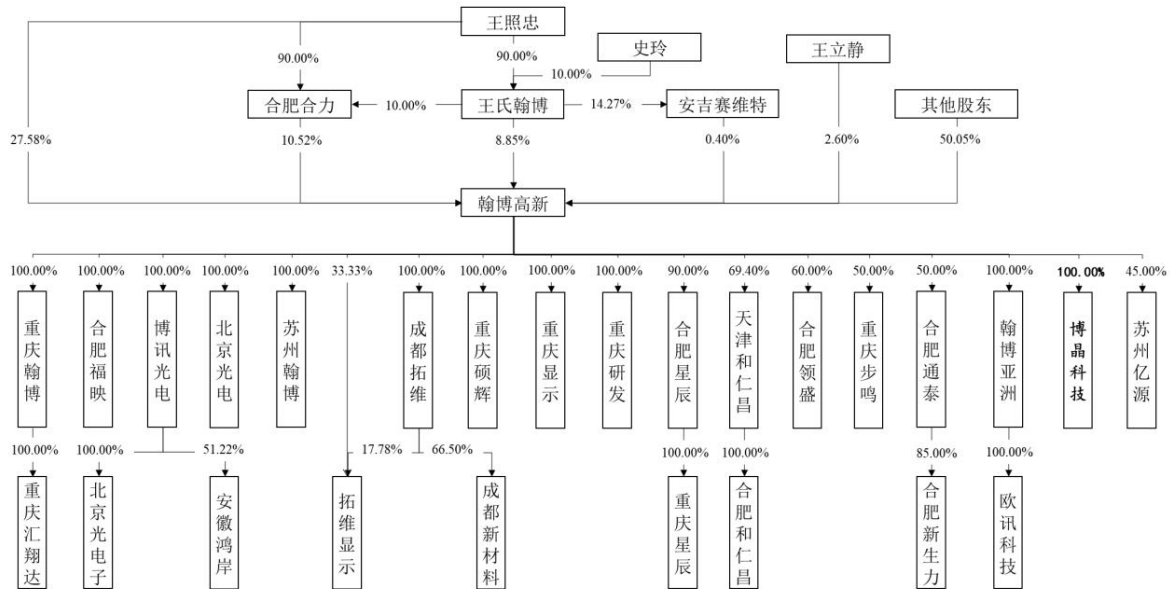 王照忠
史玲
王立静
90.00%
90.00%
10.00%
合肥合力
10.00%
王氏翰博
14.27%
安吉赛维特
其他股东
27.58%
10.52%
8.85%
0.40%
2.60%
50.05%
翰博高新
100.00%
100.00%
100.00%
100.00%
100.00%
33.33%
100.00%
100.00%
100.00%
100.00%
90.00%
69.40%
60.00%
50.00%
50.00%
100.00%
100.00%
45.00%
重庆翰博
合肥福映
博讯光电
北京光电
苏州翰博
成都拓维
重庆硕辉
重庆显示
重庆研发
合肥星辰
天津和仁昌
合肥领盛
重庆步鸣
合肥通泰
翰博亚洲
博晶科技
苏州亿源
100.00%
100.00%
51.22%
17.78%
66.50%
100.00%
100.00%
85.00%
100.00%
重庆汇翔达
北京光电子
安徽鸿岸
拓维显示
成都新材料
重庆星辰
合肥和仁昌
合肥新生力
欧讯科技